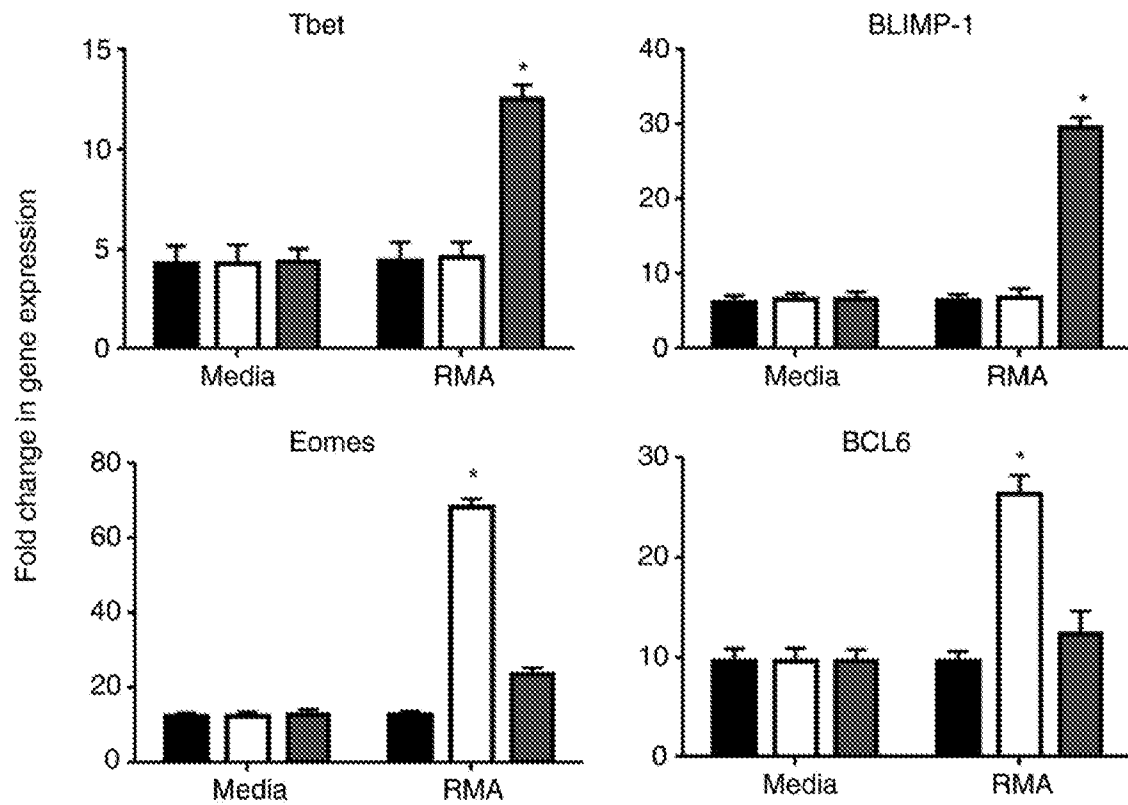 Fold change in gene expression
Tbet
15
10
5
0
*
Media RMA
BLIMP-1
40
30
20
10
0
*
Media RMA
Eomes
80
60
40
20
0
*
Media RMA
BCL6
30
20
10
0
*
Media RMA